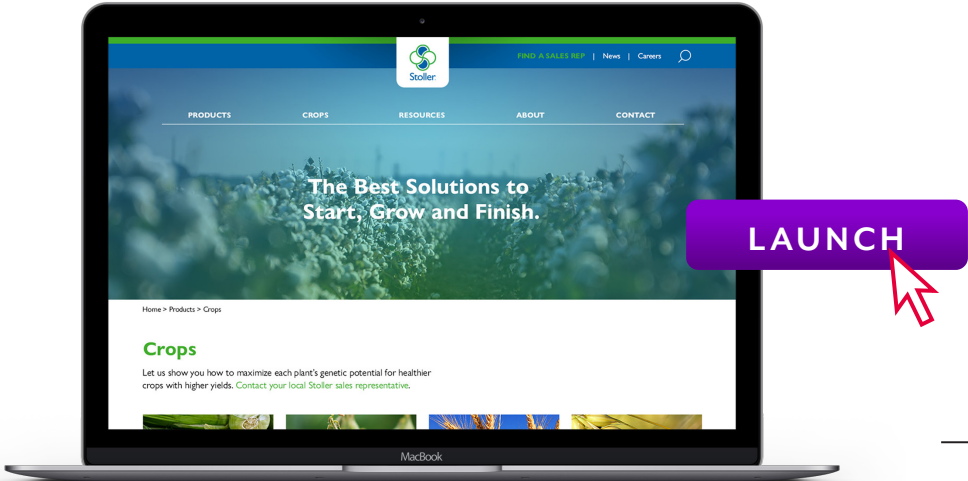 Stoller
FIND A SALES REP | News | Careers
PRODUCTS CROPS RESOURCES ABOUT CONTACT
The Best Solutions to
Start, Grow and Finish.
LAUNCH
Home > Products > Crops
Crops
Let us show you how to maximize each plant's genetic potential for healthier
crops with higher yields. Contact your local Stoller sales representative.
MacBook